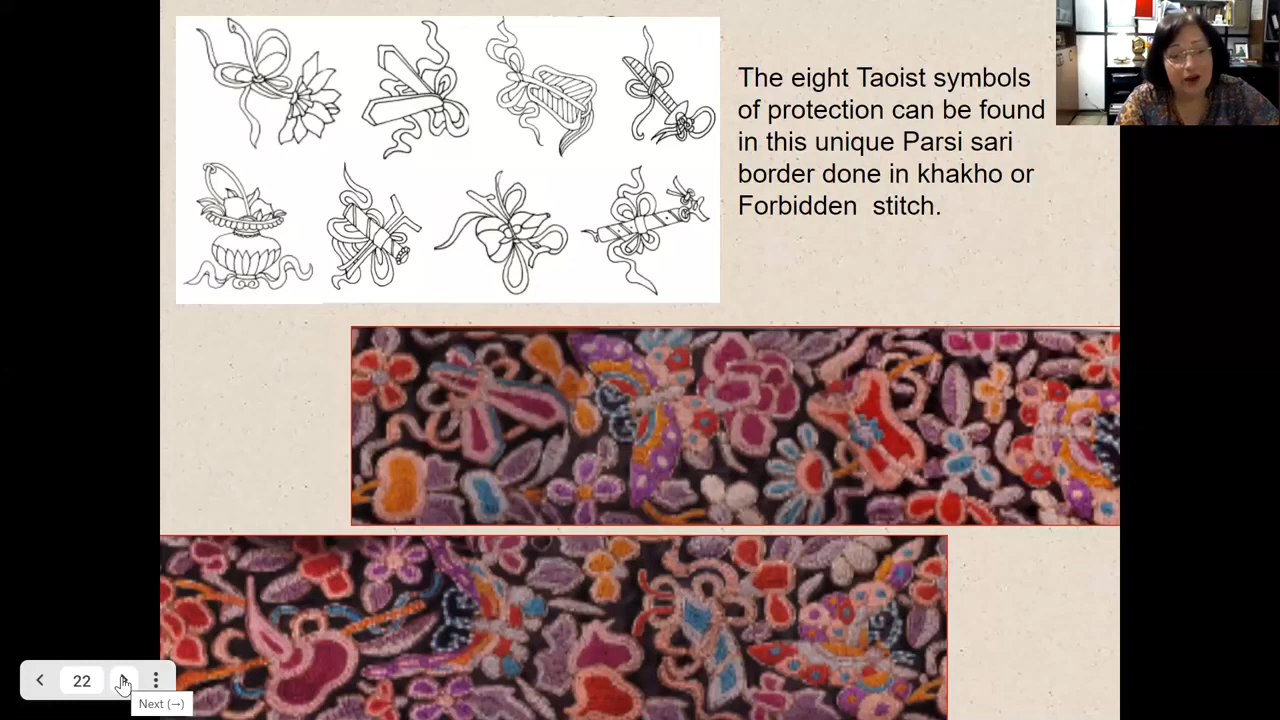 The eight Taoist symbols
of protection can be found
in this unique Parsi sari
border done in khakho or
Forbidden  stitch.
22
Next (→)